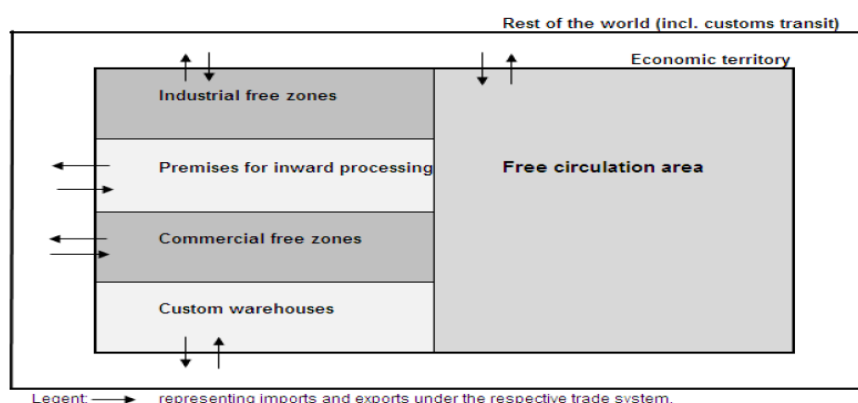 Rest of the world (incl. customs transit)
Economic territory
Industrial free zones
Premises for inward processing
Free circulation area
Commercial free zones
Custom warehouses
Legent: representing imports and exports under the respective trade system.